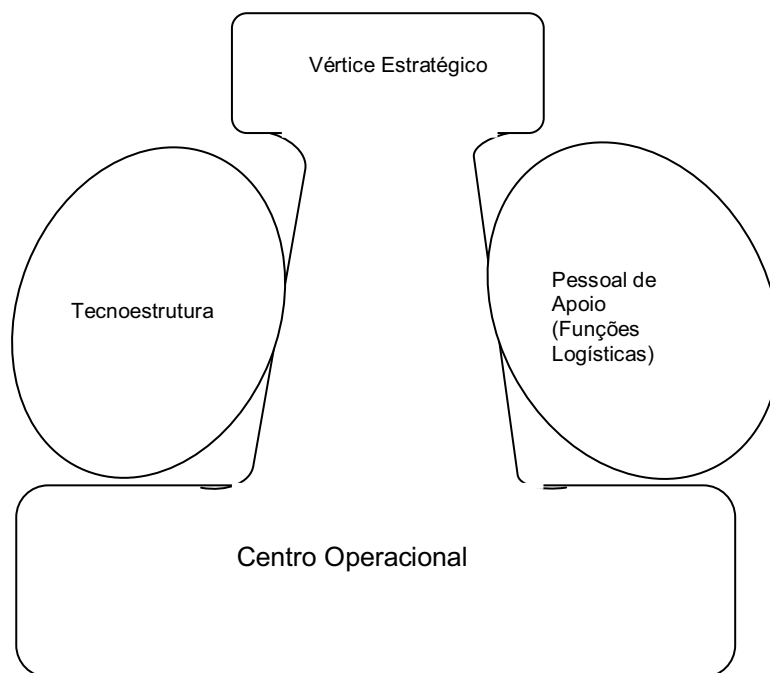 Vértice Estratégico
Tecnoestrutura
Pessoal de
Apoio
(Funções
Logísticas)
Centro Operacional